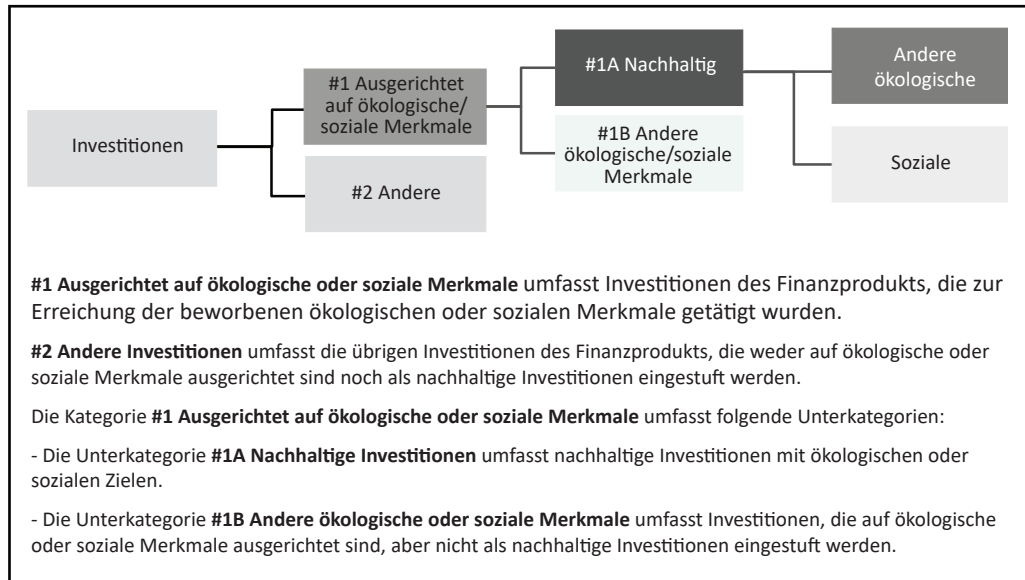 Investitionen
#1 Ausgerichtet
auf ökologische/
soziale Merkmale
#2 Andere
#1A Nachhaltig
#1B Andere
ökologische/soziale
Merkmale
Andere
ökologische
Soziale
#1 Ausgerichtet auf ökologische oder soziale Merkmale umfasst Investitionen des Finanzprodukts, die zur
Erreichung der beworbenen ökologischen oder sozialen Merkmale getätigt wurden.
#2 Andere Investitionen umfasst die übrigen Investitionen des Finanzprodukts, die weder auf ökologische oder
soziale Merkmale ausgerichtet sind noch als nachhaltige Investitionen eingestuft werden.
Die Kategorie #1 Ausgerichtet auf ökologische oder soziale Merkmale umfasst folgende Unterkategorien:
- Die Unterkategorie #1A Nachhaltige Investitionen umfasst nachhaltige Investitionen mit ökologischen oder
sozialen Zielen.
- Die Unterkategorie #1B Andere ökologische oder soziale Merkmale umfasst Investitionen, die auf ökologische
oder soziale Merkmale ausgerichtet sind, aber nicht als nachhaltige Investitionen eingestuft werden.